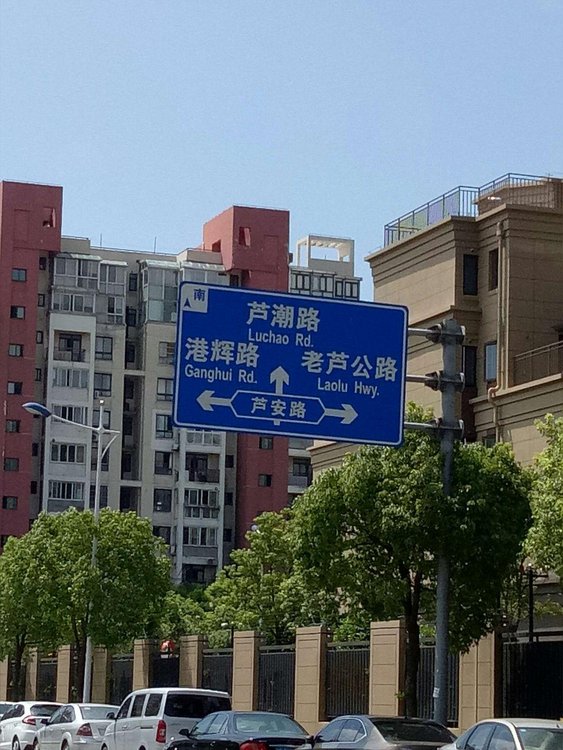 南
芦潮路
Luchao Rd.
港辉路
Ganghui Rd.
老芦公路
Laolu Hwy.
芦安路